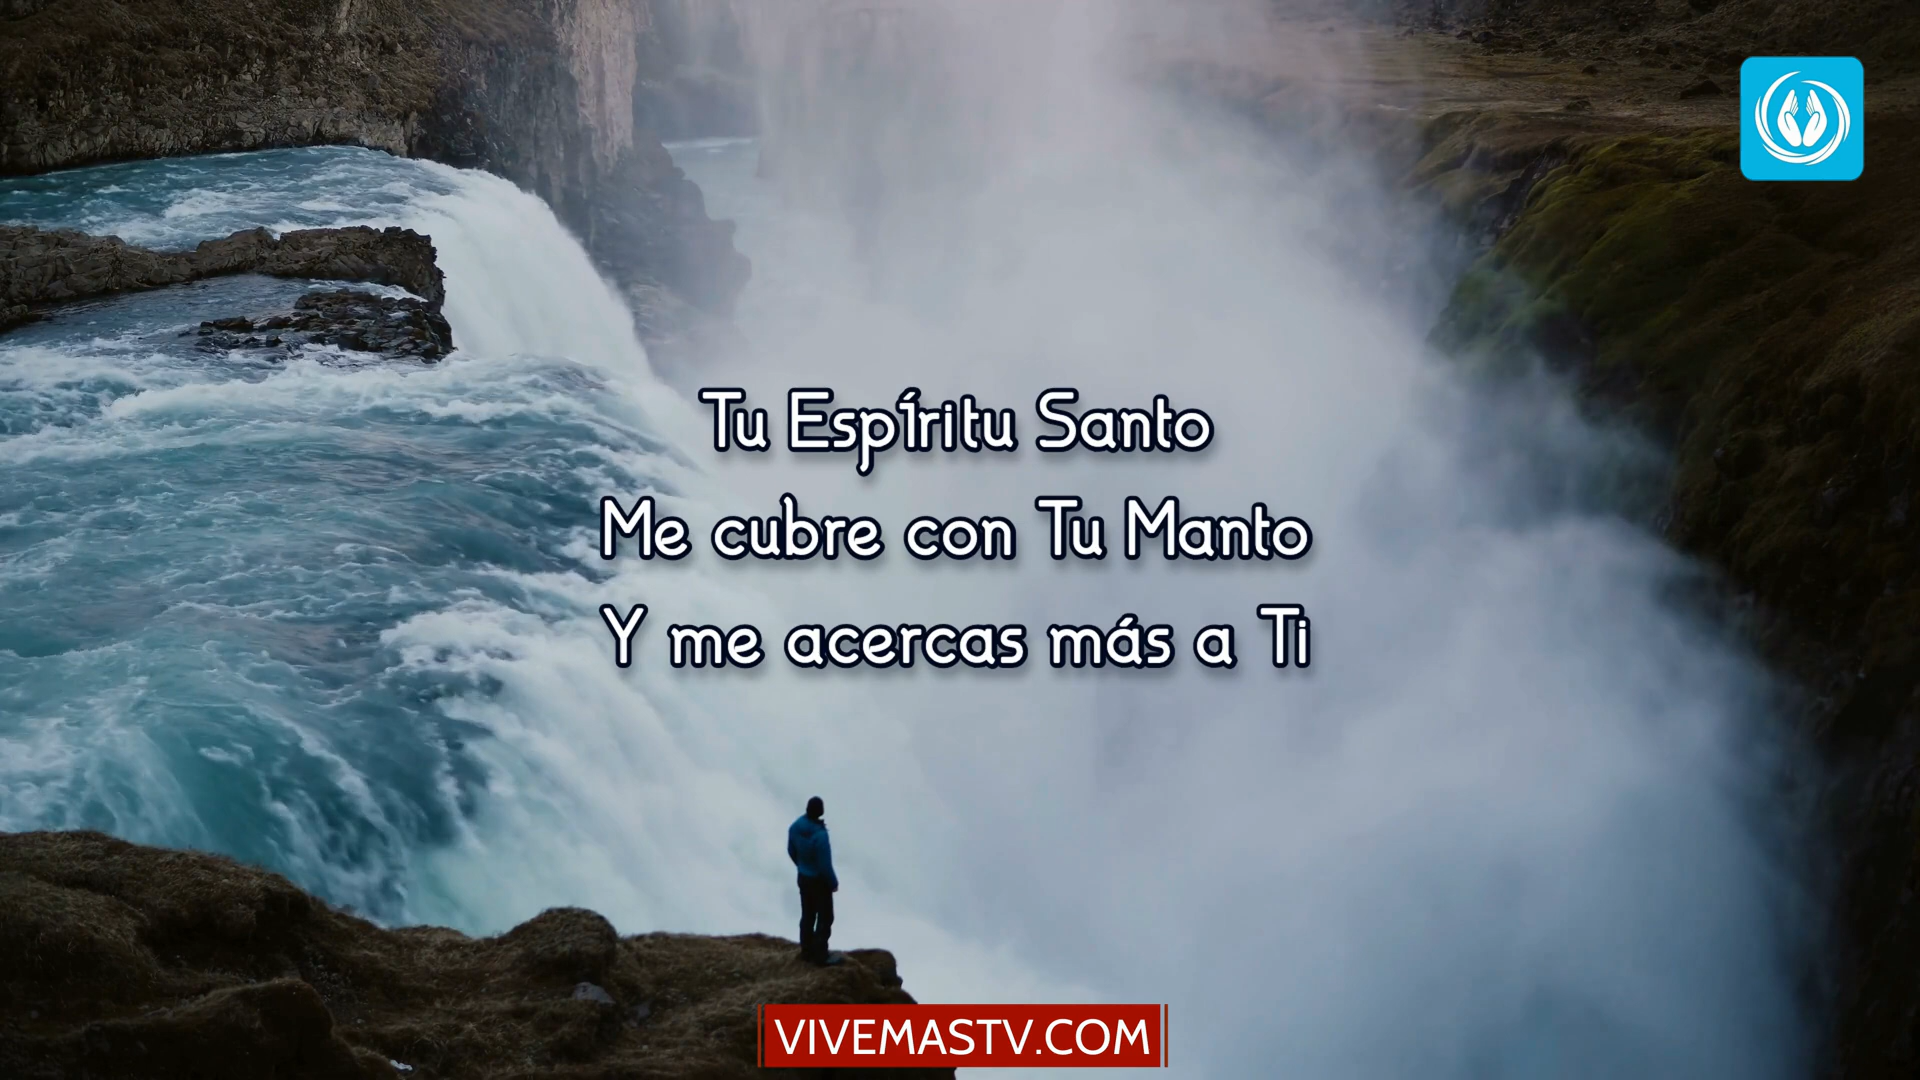 Tu Espíritu Santo
Me cubre con Tu Manto
Y me acercas más a Ti
VIVEMASTV.COM